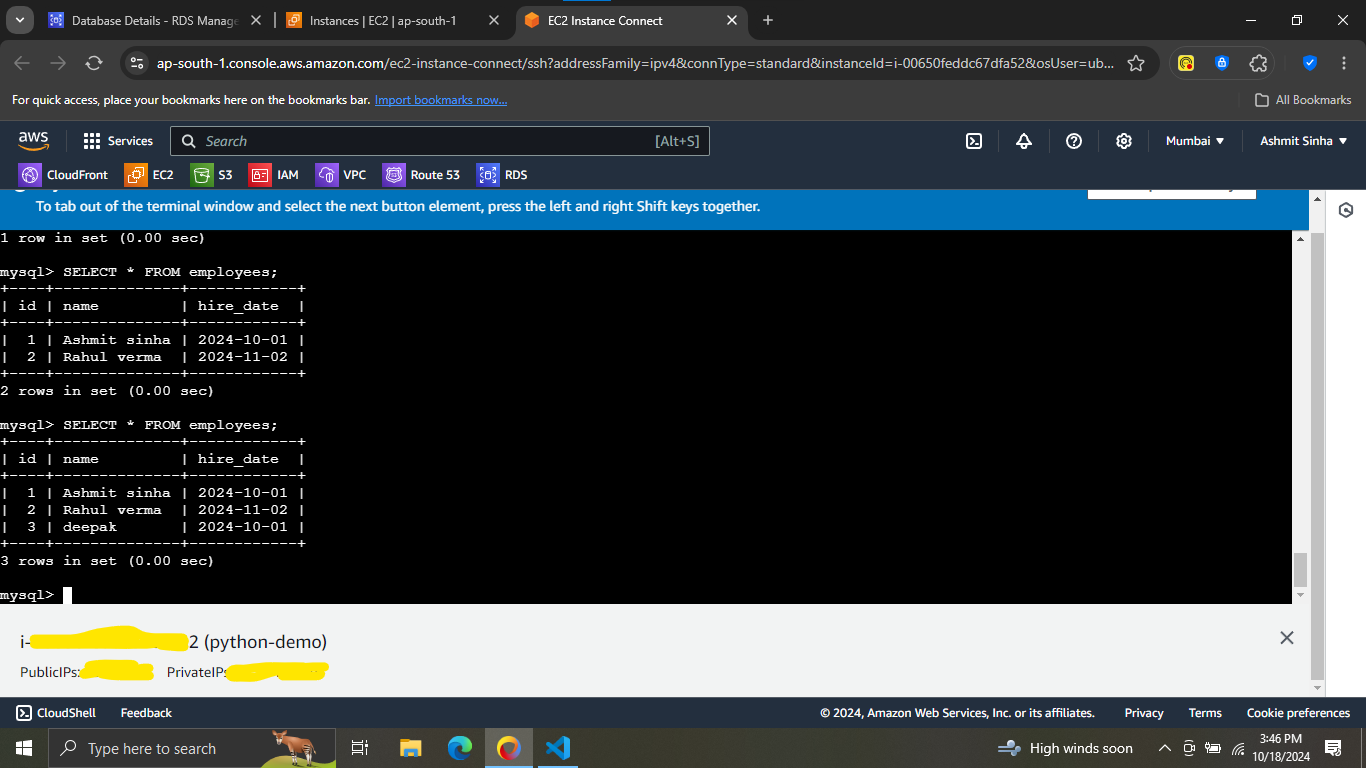 Database Details - RDS Manage
Instances | EC2 | ap-south-1
EC2 Instance Connect
ap-south-1.console.aws.amazon.com/ec2-instance-connect/ssh?addressFamily=ipv4&connType=standard&instanceId=i-00650feddc67dfa52&osUser=ub...
For quick access, place your bookmarks here on the bookmarks bar. Import bookmarks now...
All Bookmarks
aws
Services
Search
[Alt+S]
Mumbai
Ashmit Sinha
CloudFront
EC2
S3
IAM
VPC
Route 53
RDS
To tab out of the terminal window and select the next button element, press the left and right Shift keys together.
1 row in set (0.00 sec)
mysql> SELECT * FROM employees;
+----+--------------+------------+
| id | name         | hire_date  |
+----+--------------+------------+
|  1 | Ashmit sinha | 2024-10-01 |
|  2 | Rahul verma  | 2024-11-02 |
+----+--------------+------------+
2 rows in set (0.00 sec)
mysql> SELECT * FROM employees;
+----+--------------+------------+
| id | name         | hire_date  |
+----+--------------+------------+
|  1 | Ashmit sinha | 2024-10-01 |
|  2 | Rahul verma  | 2024-11-02 |
|  3 | deepak       | 2024-10-01 |
+----+--------------+------------+
3 rows in set (0.00 sec)
mysql>
i-2 (python-demo)
PublicIPs: PrivateIPs
CloudShell
Feedback
© 2024, Amazon Web Services, Inc. or its affiliates.
Privacy
Terms
Cookie preferences
Type here to search
High winds soon
3:46 PM
10/18/2024